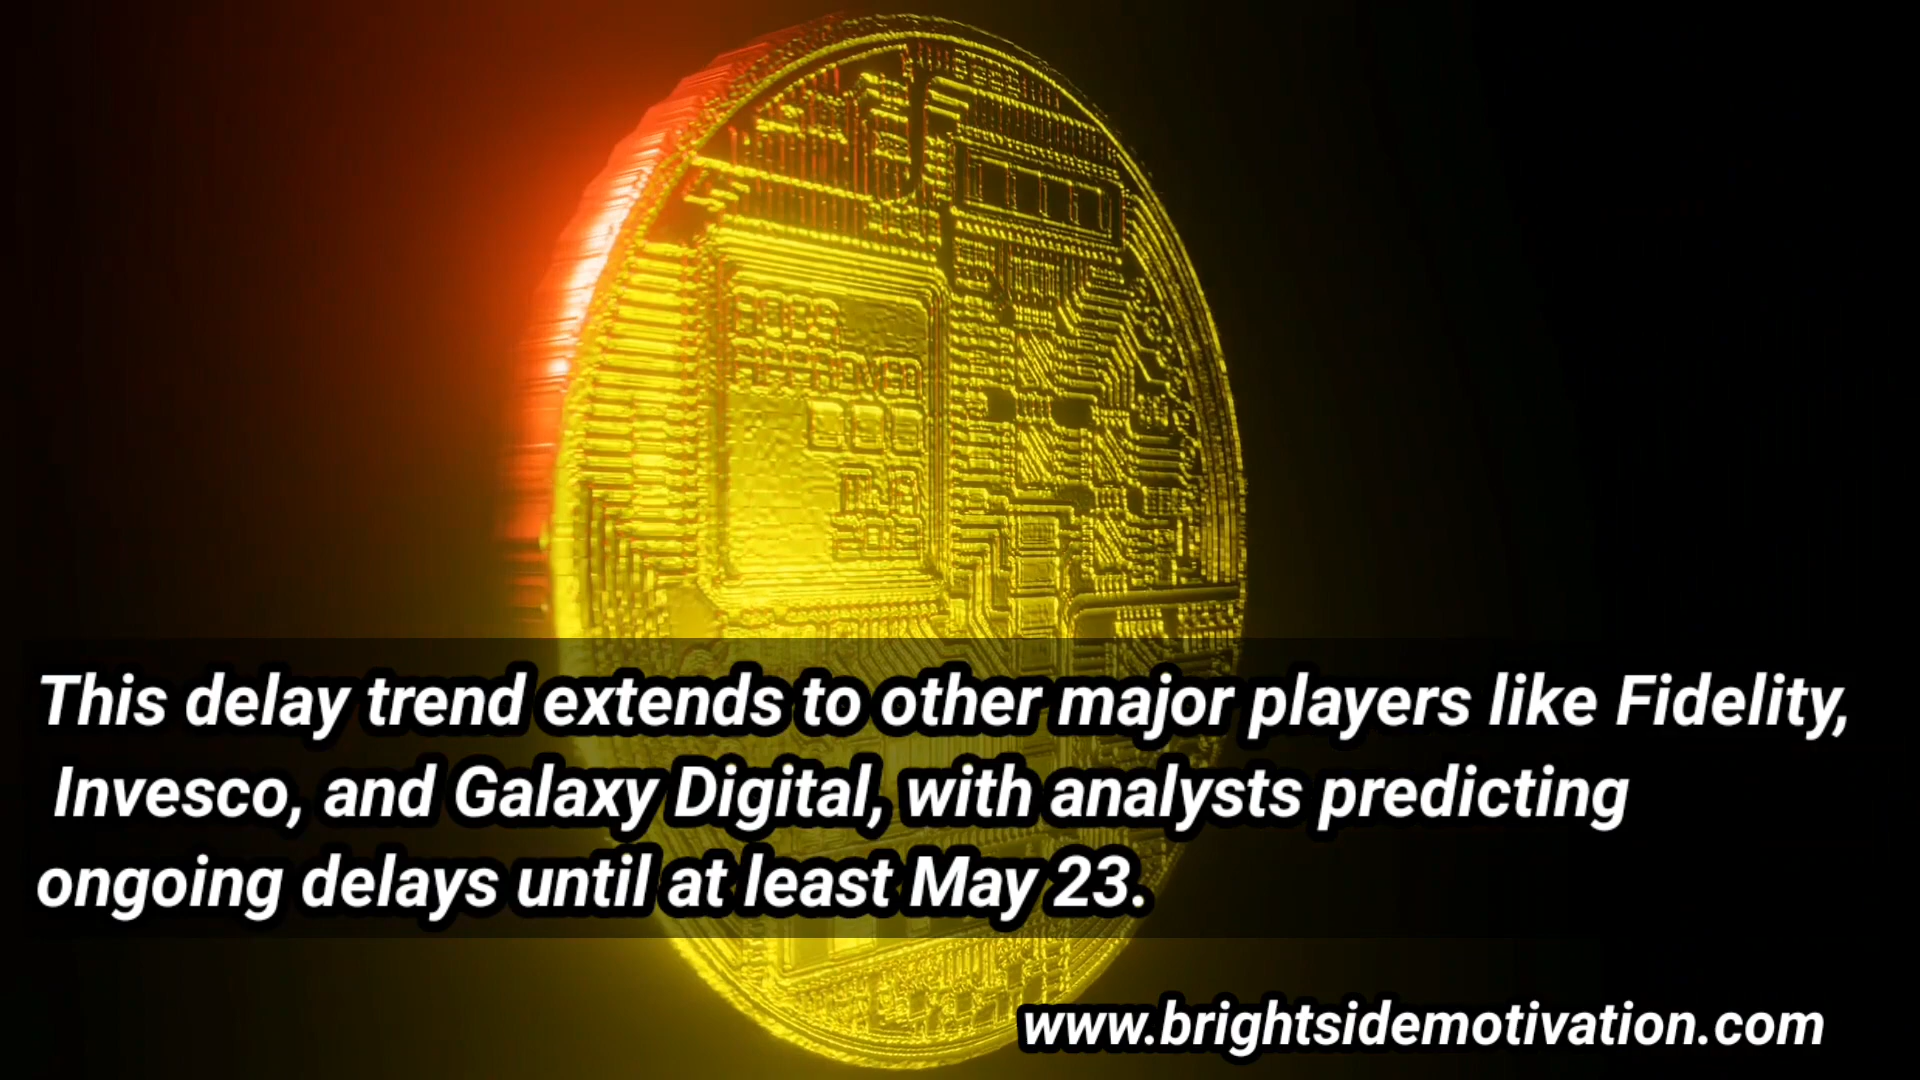 APPROVED
This delay trend extends to other major players like Fidelity,
Invesco, and Galaxy Digital, with analysts predicting
ongoing delays until at least May 23.
www.brightsidemotivation.com